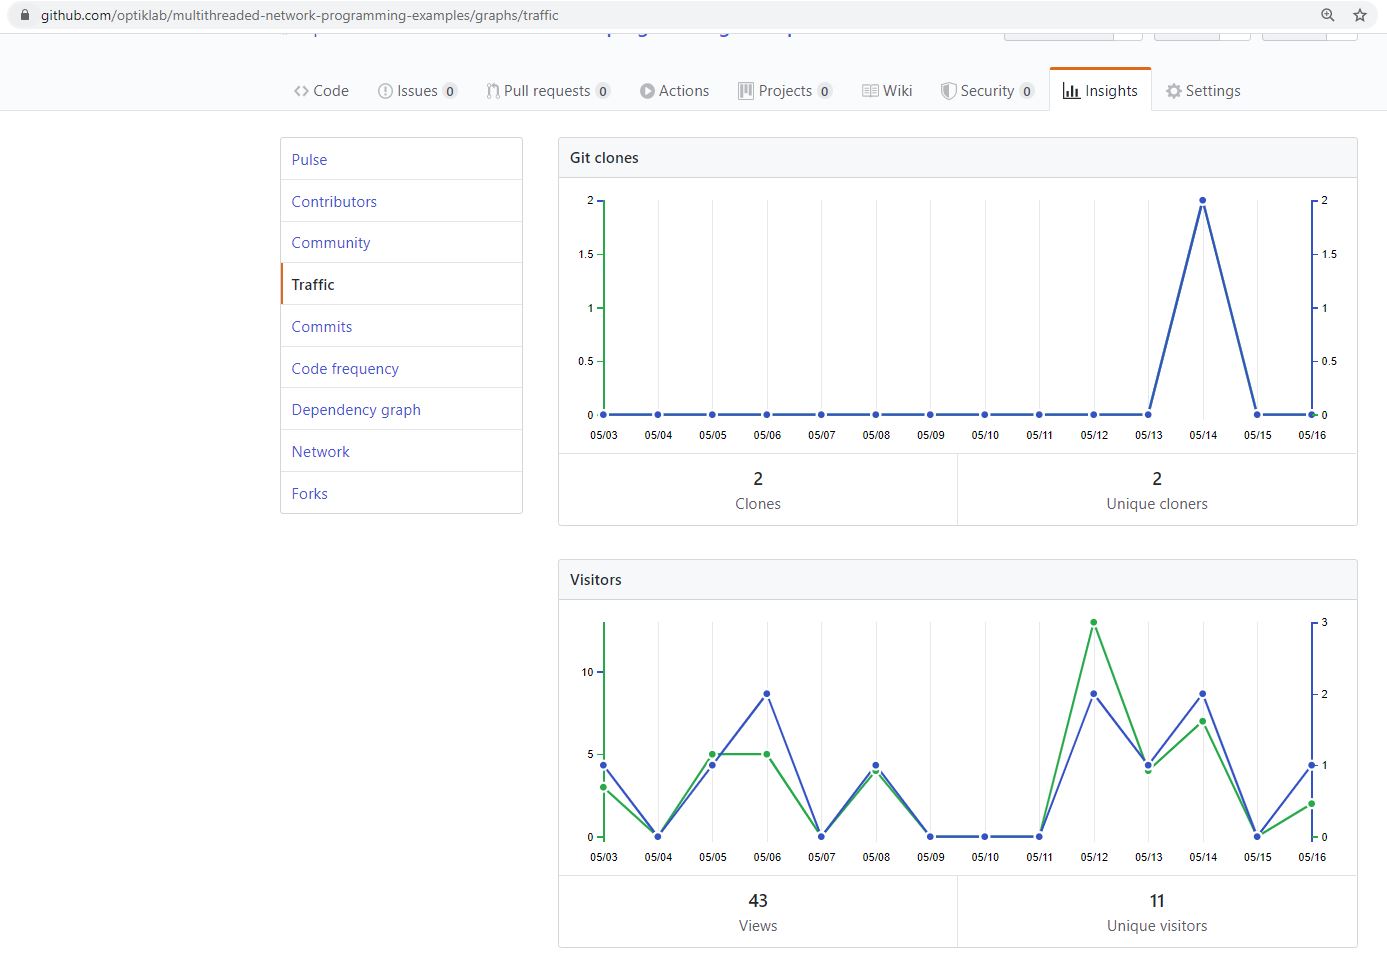 github.com/optiklab/multithreaded-network-programming-examples/graphs/traffic
Code Issues 0 Pull requests 0 Actions Projects 0 Wiki Security 0 Insights Settings
Pulse
Contributors
Community
Traffic
Commits
Code frequency
Dependency graph
Network
Forks
Git clones
2 2
1.5 1.5
1 1
0.5 0.5
0 0
05/03 05/04 05/05 05/06 05/07 05/08 05/09 05/10 05/11 05/12 05/13 05/14 05/15 05/16
2 2
Clones Unique cloners
Visitors
3
10 2
5 1
0 0
05/03 05/04 05/05 05/06 05/07 05/08 05/09 05/10 05/11 05/12 05/13 05/14 05/15 05/16
43 11
Views Unique visitors